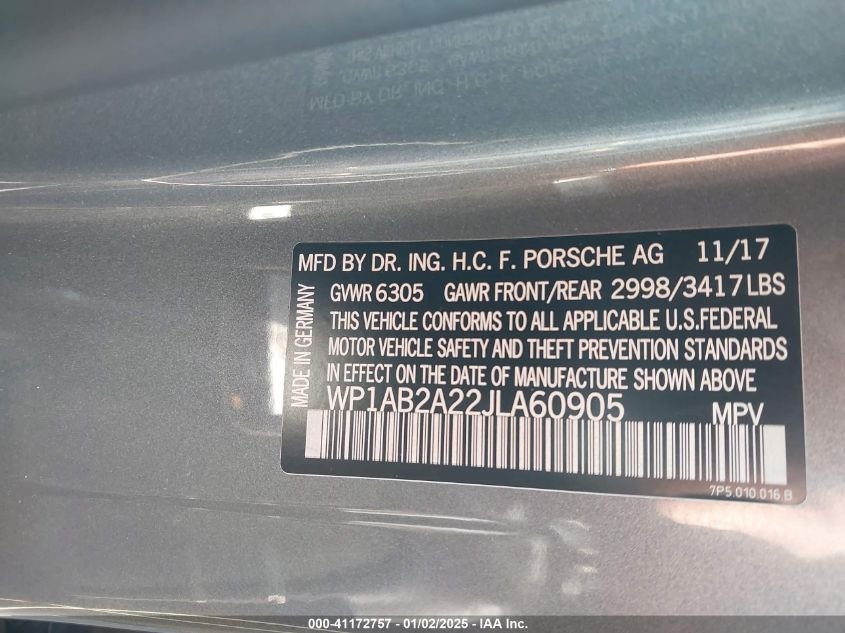 MFD BY DR. ING. H.C. F. PORSCHE AG 11/17
GVWR 6305 GAWR FRONT/REAR 2998/3417 LBS
THIS VEHICLE CONFORMS TO ALL APPLICABLE U.S.FEDERAL
MOTOR VEHICLE SAFETY AND THEFT PREVENTION STANDARDS
IN EFFECT ON THE DATE OF MANUFACTURE SHOWN ABOVE
WP1AB2A22JLA60905 MPV
MADE IN GERMANY
7P5.010.016.B
000-41172757 - 01/02/2025 - IAA Inc.